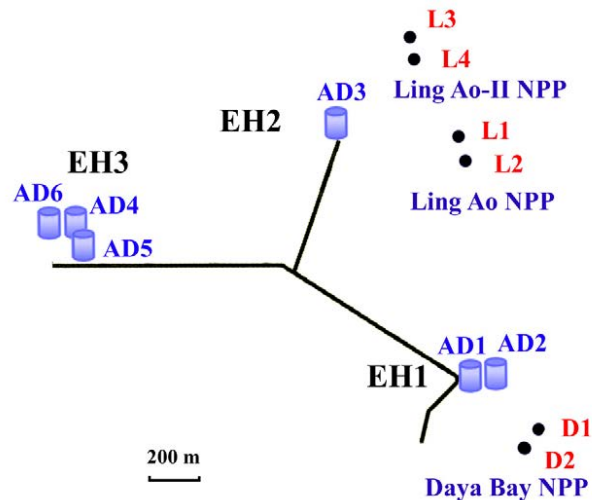 L3
L4
Ling Ao-II NPP
AD3
EH2
L1
L2
Ling Ao NPP
EH3
AD6
AD4
AD5
AD1
AD2
EH1
D1
D2
Daya Bay NPP
200 m